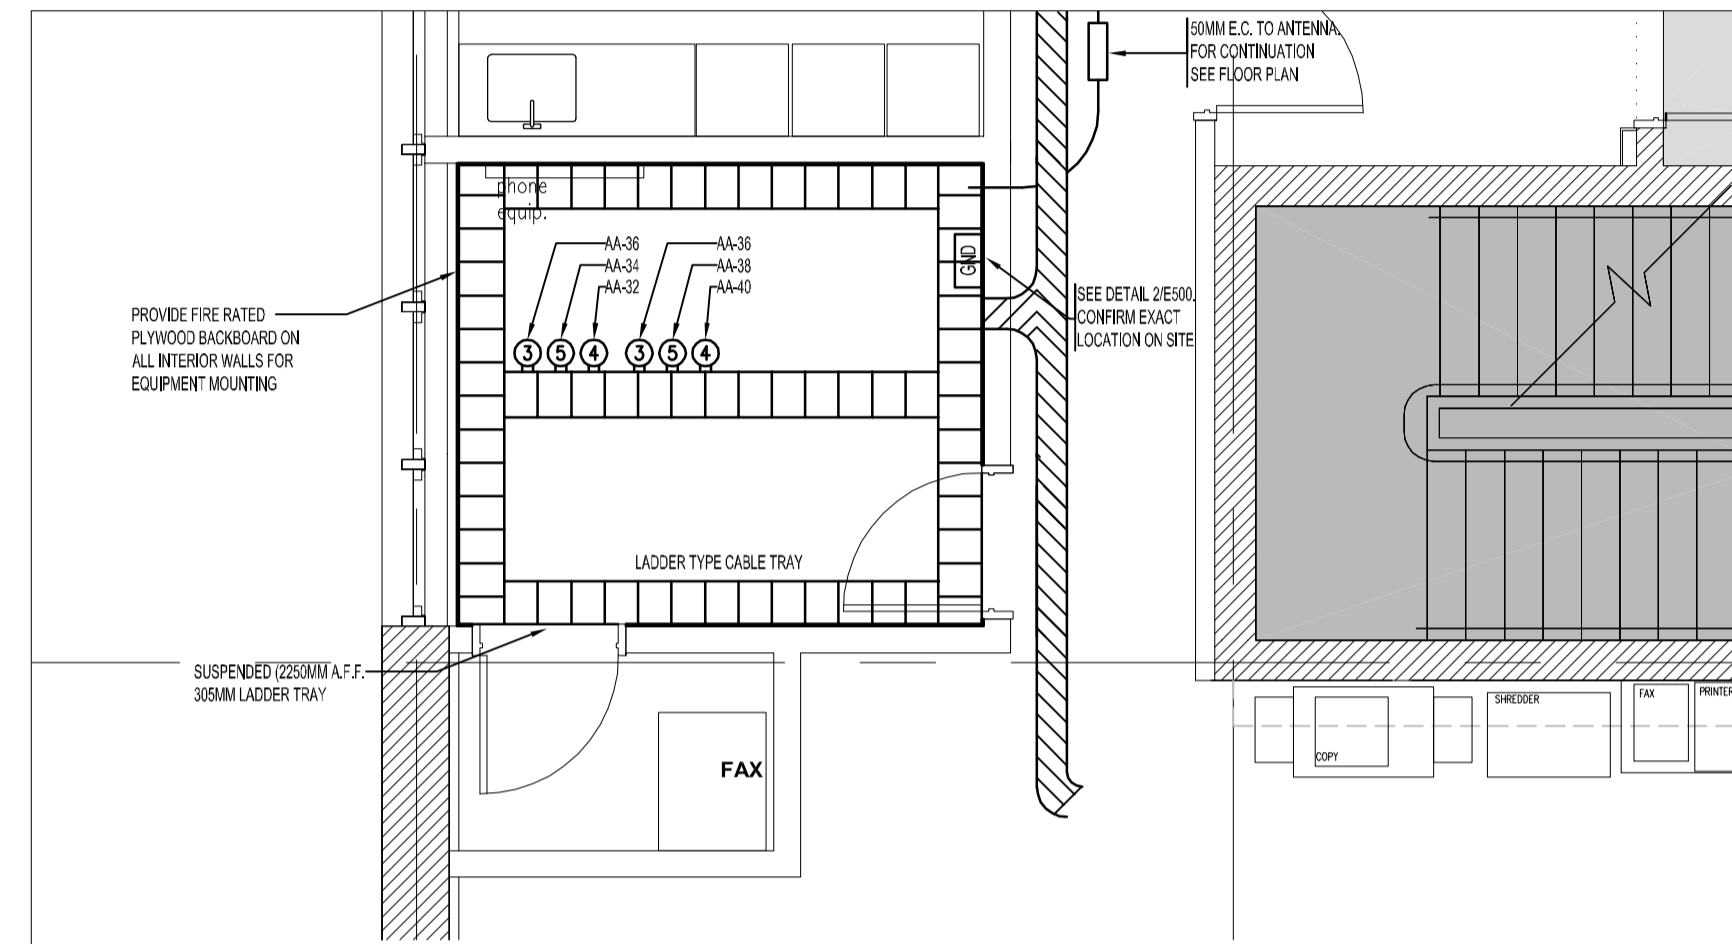 50MM E.C. TO ANTENNA.
FOR CONTINUATION
SEE FLOOR PLAN
phone
equip.
AA-36
AA-34
AA-32
AA-36
AA-38
AA-40
GND
PROVIDE FIRE RATED
PLYWOOD BACKBOARD ON
ALL INTERIOR WALLS FOR
EQUIPMENT MOUNTING
SEE DETAIL 2/E500.
CONFIRM EXACT
LOCATION ON SITE
3 5 4 3 5 4
LADDER TYPE CABLE TRAY
SUSPENDED (2250MM A.F.F.
305MM LADDER TRAY
FAX
COPY
SHREDDER
FAX
PRINTER